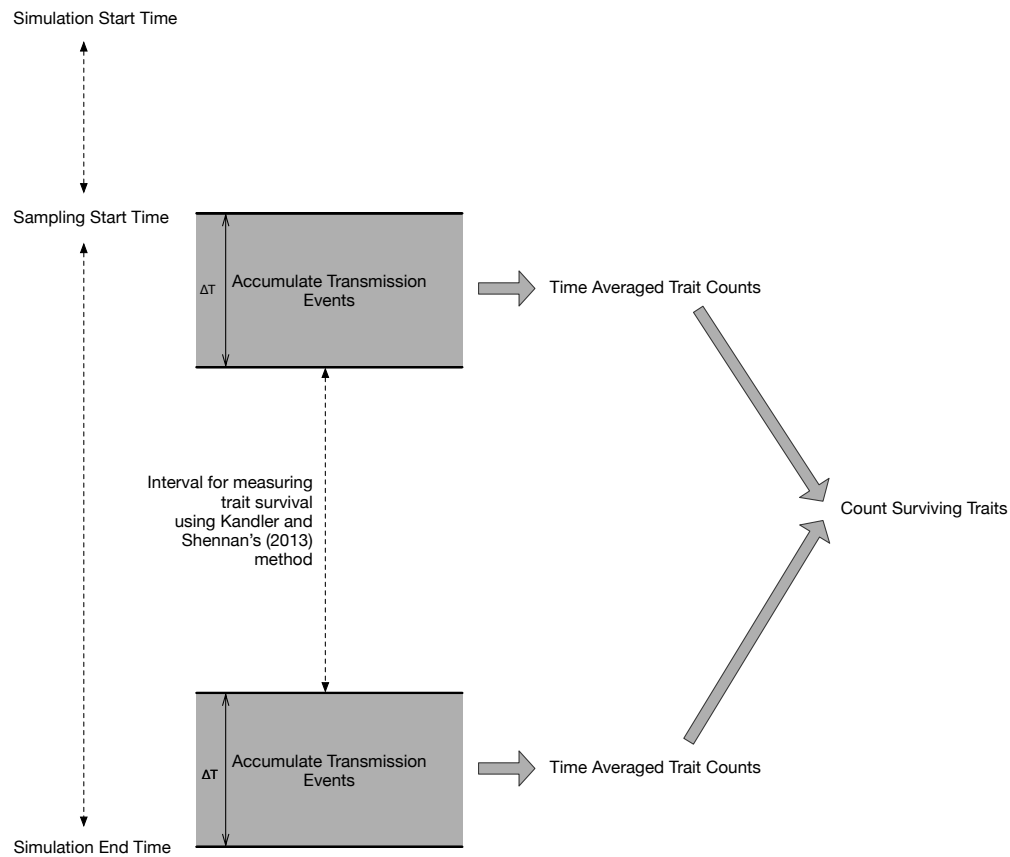 Simulation Start Time
Sampling Start Time
ΔT
Accumulate Transmission
Events
Time Averaged Trait Counts
Interval for measuring
trait survival
using Kandler and
Shennan's (2013)
method
Count Surviving Traits
ΔT
Accumulate Transmission
Events
Time Averaged Trait Counts
Simulation End Time